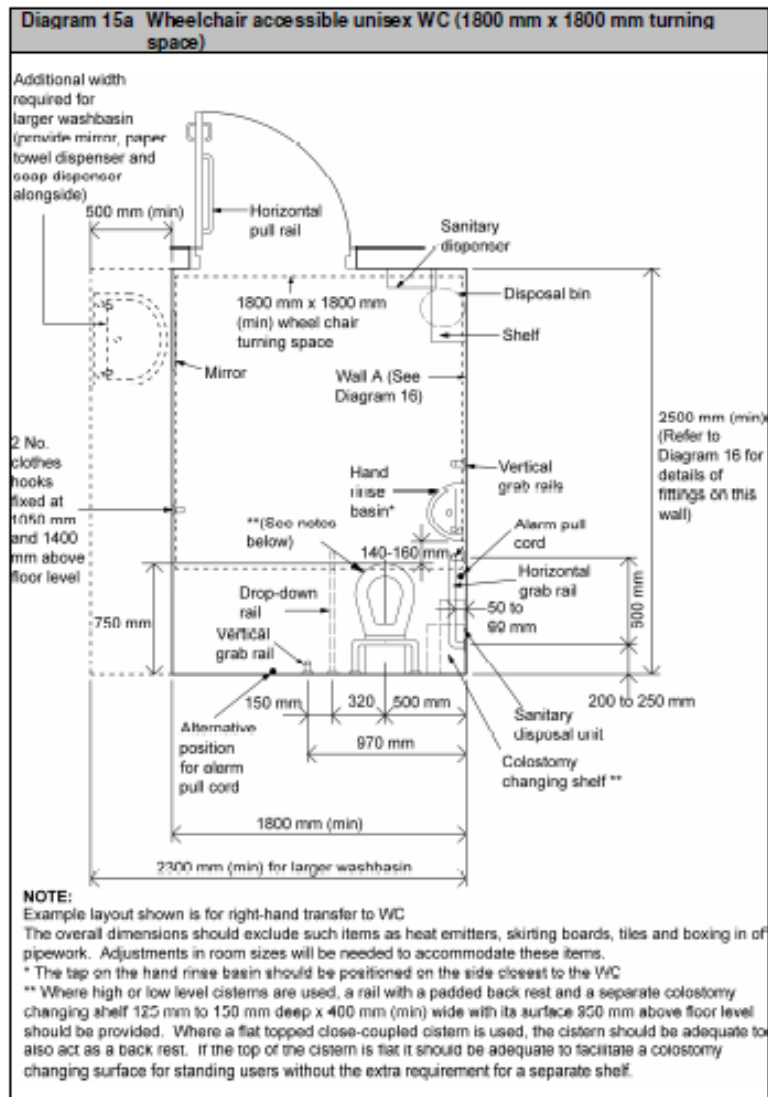 Diagram 15a Wheelchair accessible unisex WC (1800 mm x 1800 mm turning
space)
Additional width
required for
larger washbasin
(provide mirror, paper
towel dispenser and
soap dispenser
alongside)
500 mm (min)
Horizontal
pull rail
Sanitary
dispenser
1800 mm x 1800 mm
(min) wheel chair
turning space
Disposal bin
Shelf
Mirror
Wall A (See
Diagram 16)
2500 mm (min)
(Refer to
Diagram 16 for
details of
fittings on this
wall)
2 No.
clothes
hooks
fixed at
1050 mm
and 1400
mm above
floor level
Hand
rinse
basin*
Vertical
grab rails
**(See notes
below)
Alarm pull
cord
140-160 mm
Horizontal
grab rail
Drop-down
rail
750 mm
50 to
60 mm
Vertical
grab rail
150 mm
320
500 mm
200 to 250 mm
970 mm
Alternative
position
for alarm
pull cord
Sanitary
disposal unit
Colostomy
changing shelf **
1800 mm (min)
2300 mm (min) for larger washbasin
NOTE:
Example layout shown is for right-hand transfer to WC
The overall dimensions should exclude such items as heat emitters, skirting boards, tiles and boxing in of
pipework. Adjustments in room sizes will be needed to accommodate these items.
* The tap on the hand rinse basin should be positioned on the side closest to the WC
** Where high or low level cisterns are used, a rail with a padded back rest and a separate colostomy
changing shelf 125 mm to 150 mm deep x 400 mm (min) wide with its surface 950 mm above floor level
should be provided. Where a flat topped close-coupled cistern is used, the cistern should be adequate to
also act as a back rest. If the top of the cistern is flat it should be adequate to facilitate a colostomy
changing surface for standing users without the extra requirement for a separate shelf.